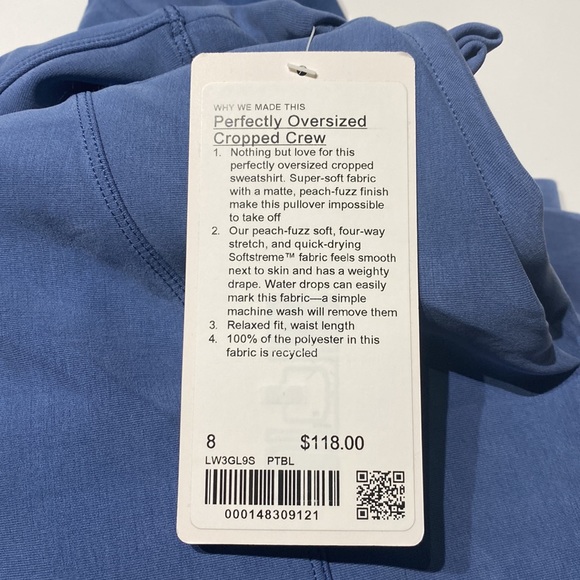 WHY WE MADE THIS
Perfectly Oversized
Cropped Crew
1. Nothing but love for this
perfectly oversized cropped
sweatshirt. Super-soft fabric
with a matte, peach-fuzz finish
make this pullover impossible
to take off
2. Our peach-fuzz soft, four-way
stretch, and quick-drying
Softstreme™ fabric feels smooth
next to skin and has a weighty
drape. Water drops can easily
mark this fabric—a simple
machine wash will remove them
3. Relaxed fit, waist length
4. 100% of the polyester in this
fabric is recycled
8 $118.00
LW3GL9S PTBL
000148309121